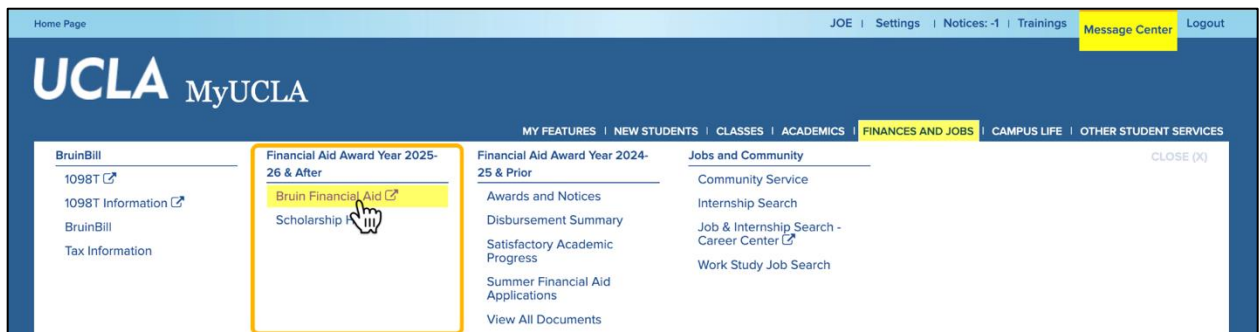 Home Page
JOE | Settings | Notices: -1 | Trainings
Message Center
Logout
UCLA MyUCLA
MY FEATURES | NEW STUDENTS | CLASSES | ACADEMICS | FINANCES AND JOBS | CAMPUS LIFE | OTHER STUDENT SERVICES
BruinBill
1098T
1098T Information
BruinBill
Tax Information
Financial Aid Award Year 2025-
26 & After
Bruin Financial Aid
Scholarship
Financial Aid Award Year 2024-
25 & Prior
Awards and Notices
Disbursement Summary
Satisfactory Academic
Progress
Summer Financial Aid
Applications
View All Documents
Jobs and Community
Community Service
Internship Search
Job & Internship Search -
Career Center
Work Study Job Search
CLOSE (X)